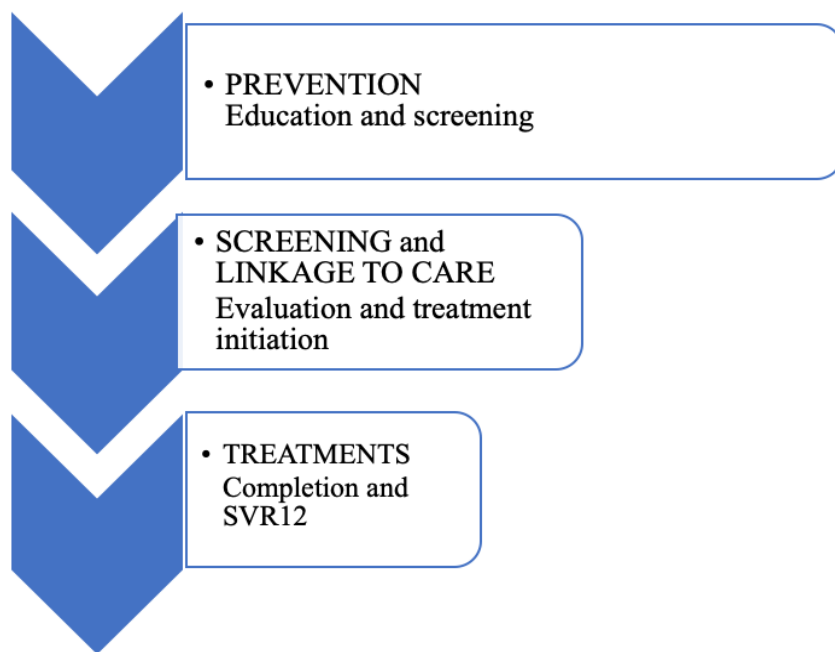 • PREVENTION
Education and screening
• SCREENING and
LINKAGE TO CARE
Evaluation and treatment
initiation
• TREATMENTS
Completion and
SVR12